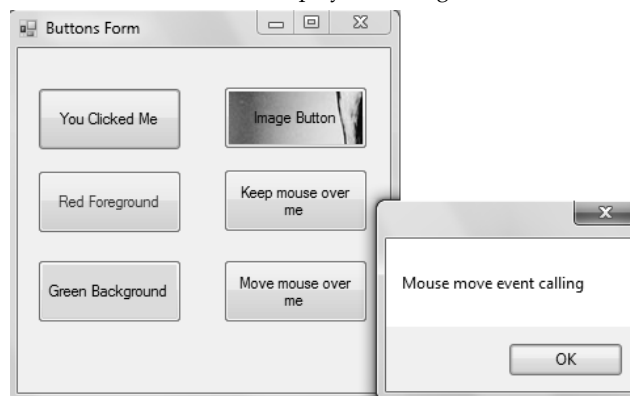 Buttons Form
You Clicked Me
Image Button
Red Foreground
Keep mouse over
me
Green Background
Move mouse over
me
Mouse move event calling
OK